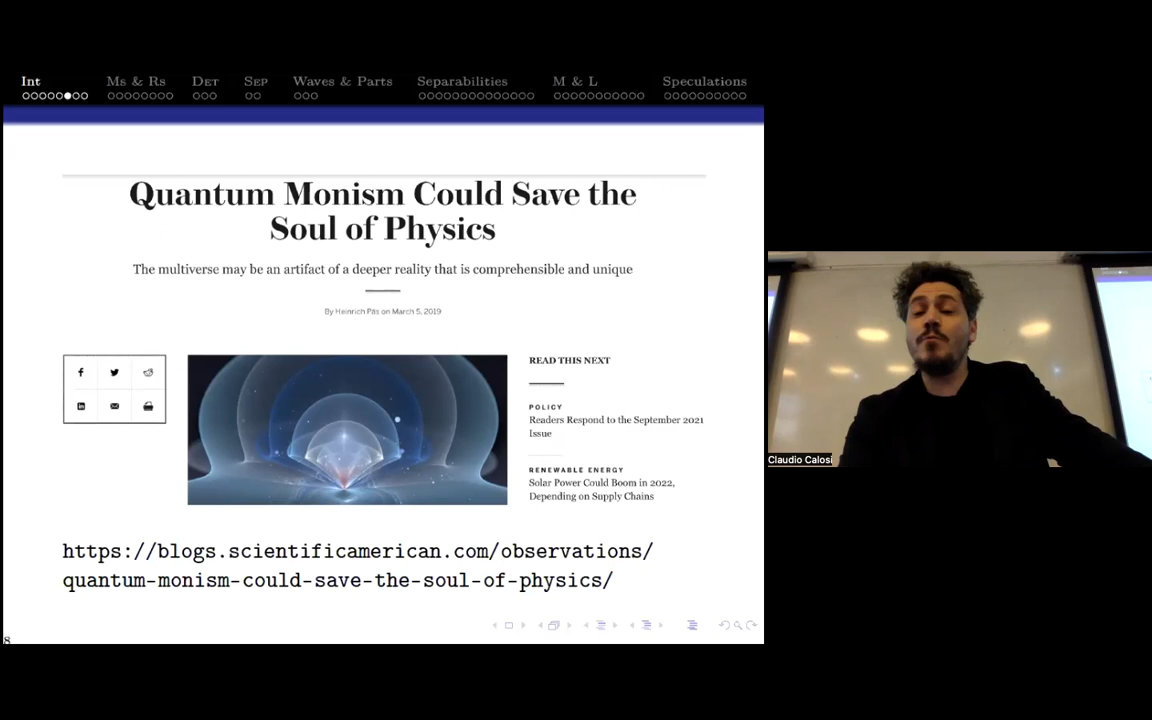 Int Ms & Rs Det Sep Waves & Parts Separabilities M & L Speculations
Quantum Monism Could Save the
Soul of Physics
The multiverse may be an artifact of a deeper reality that is comprehensible and unique
By Heinrich Päs on March 5, 2019
READ THIS NEXT
POLICY
Readers Respond to the September 2021
Issue
RENEWABLE ENERGY
Solar Power Could Boom in 2022,
Depending on Supply Chains
https://blogs.scientificamerican.com/observations/
quantum-monism-could-save-the-soul-of-physics/
8
Claudio Calosi